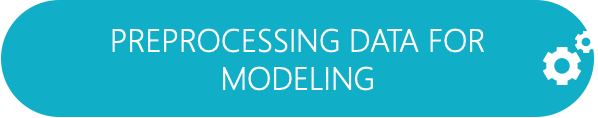 PREPROCESSING DATA FOR
MODELING